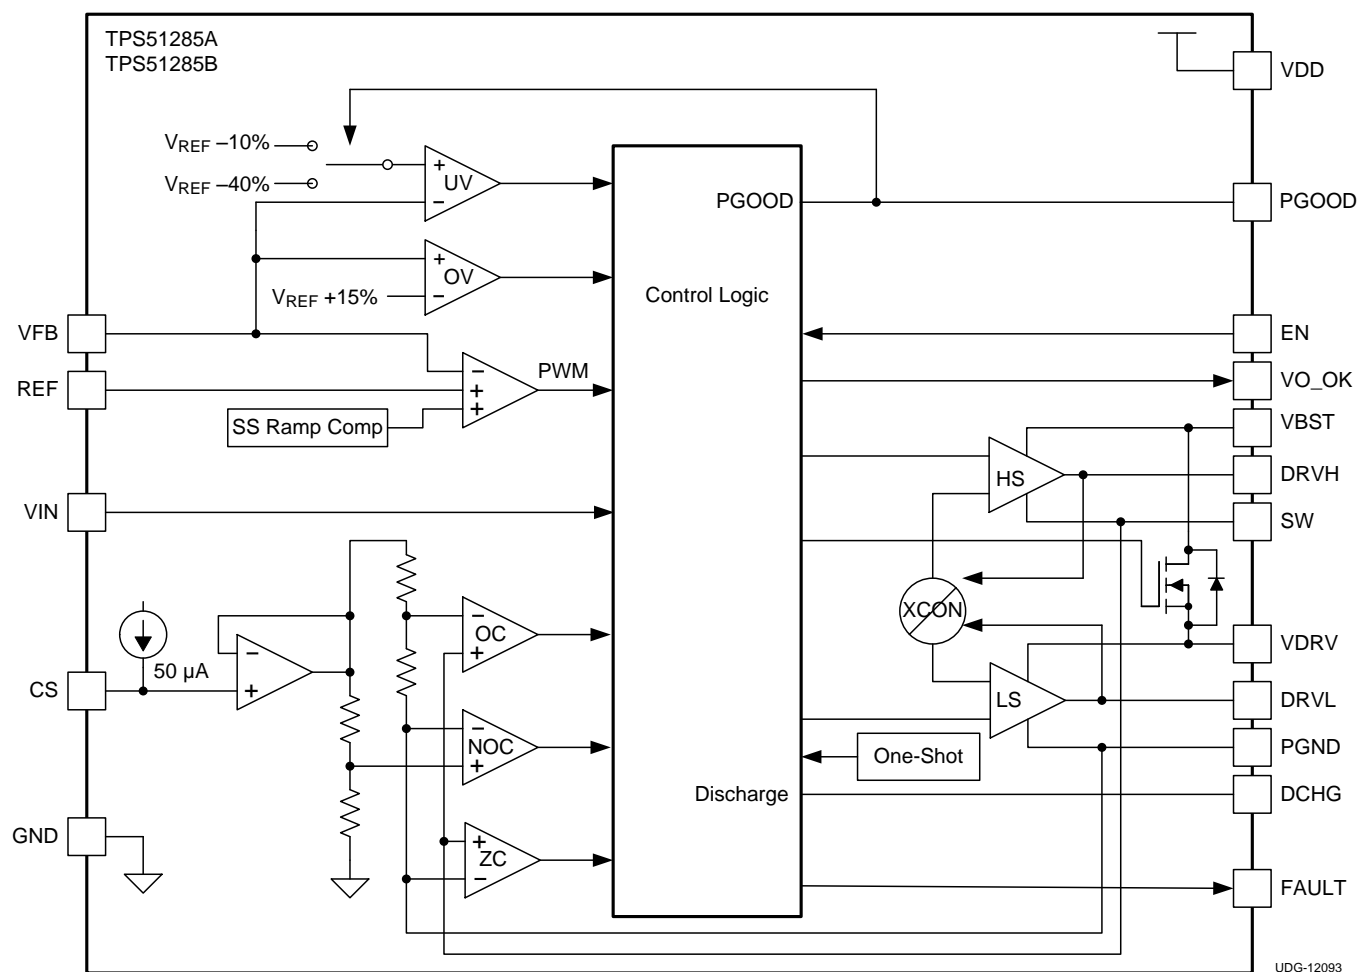 TPS51285A
TPS51285B
VDD
VREF –10%
VREF –40%
+
UV
−
PGOOD
PGOOD
+
OV
−
VREF +15%
Control Logic
VFB
EN
REF
−
+
+
PWM
VO_OK
SS Ramp Comp
VBST
HS
DRVH
VIN
SW
XCON
−
OC
+
50 µA
−
+
CS
VDRV
LS
DRVL
−
NOC
+
One-Shot
PGND
Discharge
DCHG
GND
+
ZC
−
FAULT
UDG-12093